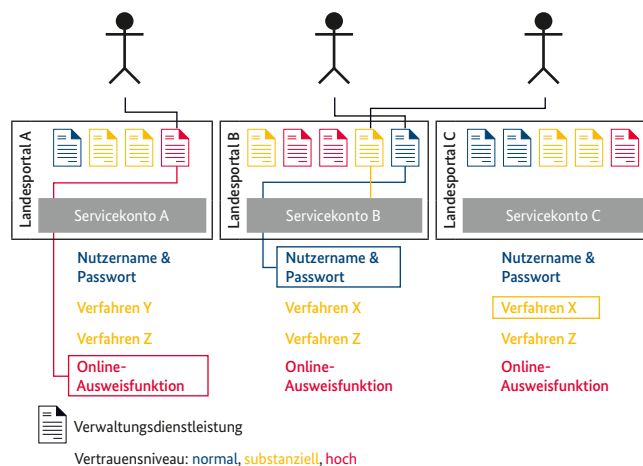 Landesportal A
Landesportal B
Landesportal C
Servicekonto A
Servicekonto B
Servicekonto C
Nutzername &
Passwort
Verfahren Y
Verfahren Z
Online-
Ausweisfunktion
Nutzername &
Passwort
Verfahren X
Verfahren Z
Online-
Ausweisfunktion
Nutzername &
Passwort
Verfahren X
Verfahren Z
Online-
Ausweisfunktion
Verwaltungsdienstleistung
Vertrauensniveau: normal, substanziell, hoch